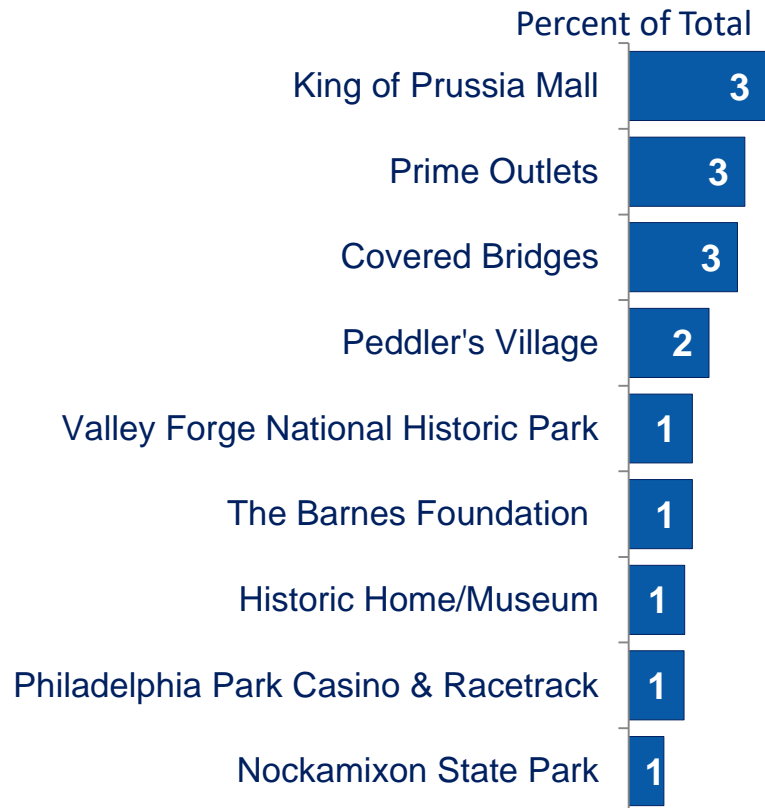 Percent of Total
King of Prussia Mall 3
Prime Outlets 3
Covered Bridges 3
Peddler's Village 2
Valley Forge National Historic Park 1
The Barnes Foundation 1
Historic Home/Museum 1
Philadelphia Park Casino & Racetrack 1
Nockamixon State Park 1